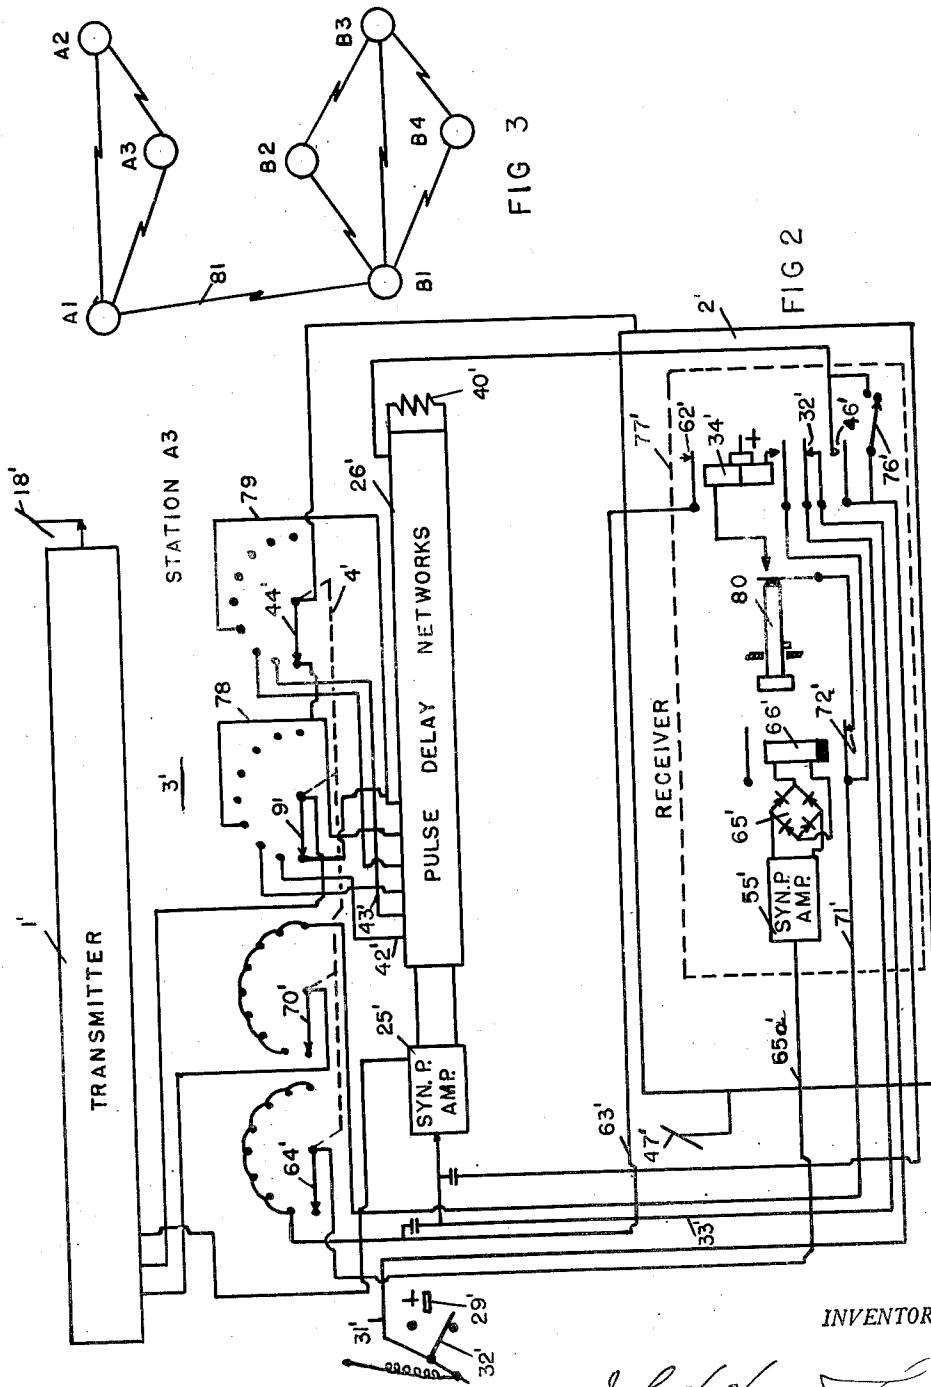 A2
A3
A1
81
B3
B2
B4
B1
FIG 3
18'
1'
TRANSMITTER
STATION A3
3'
79
78
44'
4'
9'
70'
64'
26'
40'
PULSE DELAY NETWORKS
43'
42'
25'
SYN. P.
AMP.
31'
+
29'
32'
33'
63'
47'
2'
FIG 2
77'
62'
34'
+
32'
46'
76'
RECEIVER
80
66'
72'
65'
55'
SYN. P.
AMP.
71'
65a'
INVENTOR